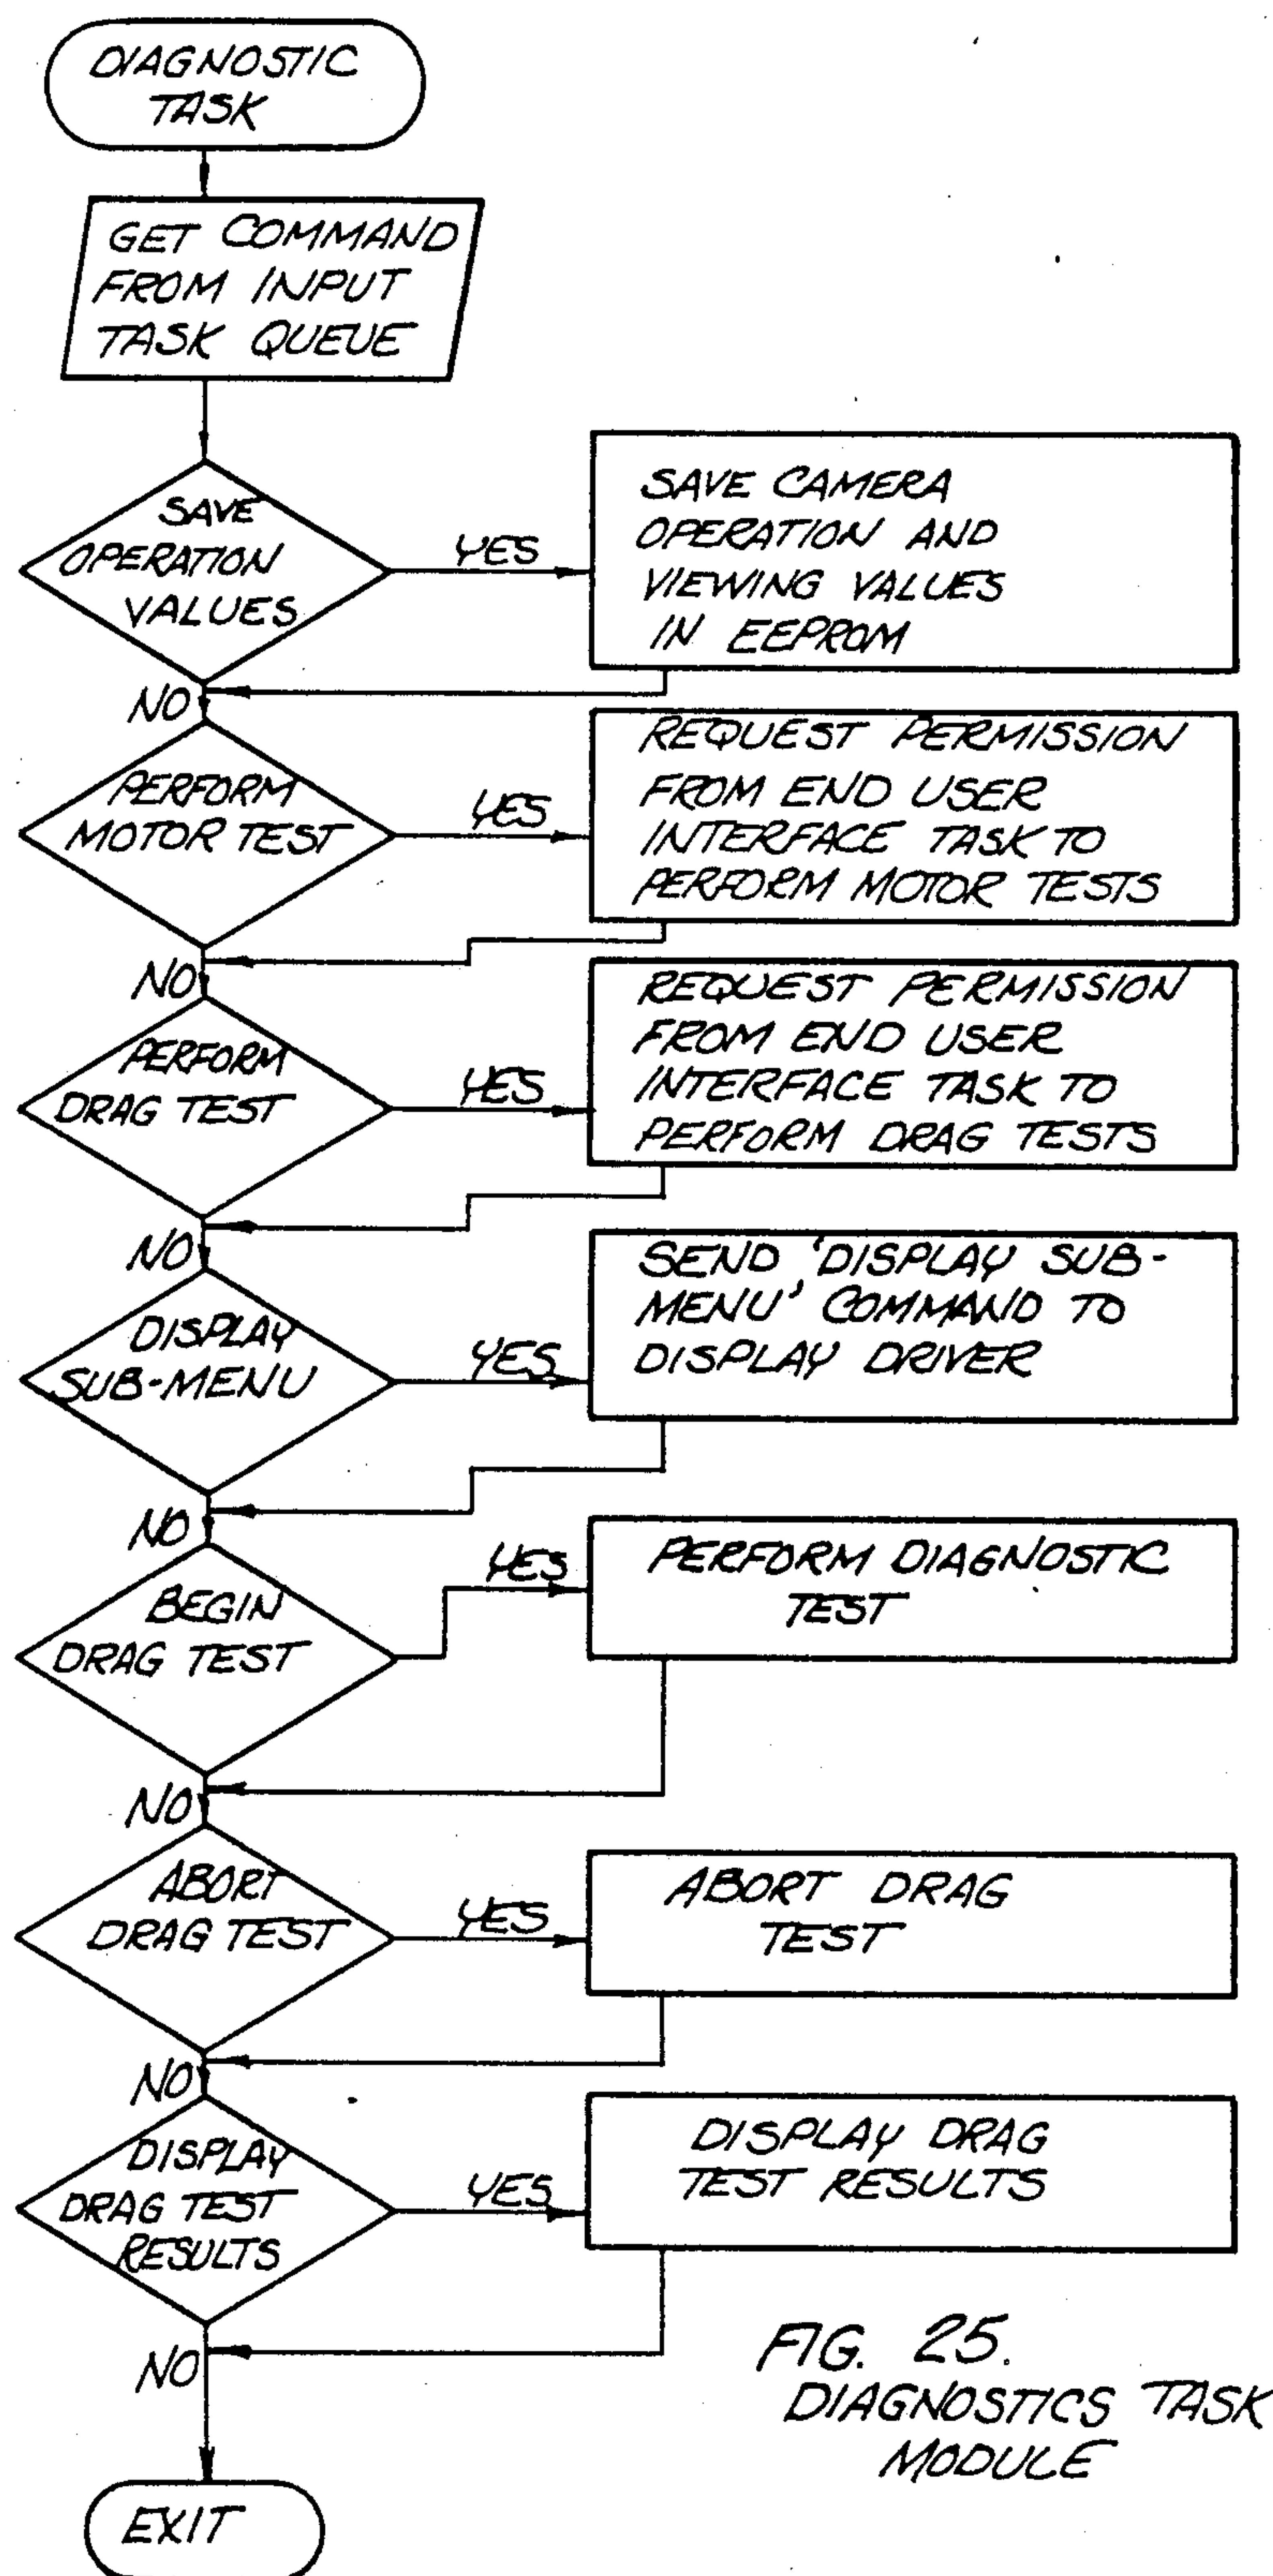 DIAGNOSTIC
TASK
GET COMMAND
FROM INPUT
TASK QUEUE
SAVE
OPERATION
VALUES
YES
SAVE CAMERA
OPERATION AND
VIEWING VALUES
IN EEPROM
NO
PERFORM
MOTOR TEST
YES
REQUEST PERMISSION
FROM END USER
INTERFACE TASK TO
PERFORM MOTOR TESTS
NO
PERFORM
DRAG TEST
YES
REQUEST PERMISSION
FROM END USER
INTERFACE TASK TO
PERFORM DRAG TESTS
NO
DISPLAY
SUB-MENU
YES
SEND 'DISPLAY SUB-
MENU' COMMAND TO
DISPLAY DRIVER
NO
BEGIN
DRAG TEST
YES
PERFORM DIAGNOSTIC
TEST
NO
ABORT
DRAG TEST
YES
ABORT DRAG
TEST
NO
DISPLAY
DRAG TEST
RESULTS
YES
DISPLAY DRAG
TEST RESULTS
NO
EXIT
FIG. 25.
DIAGNOSTICS TASK
MODULE